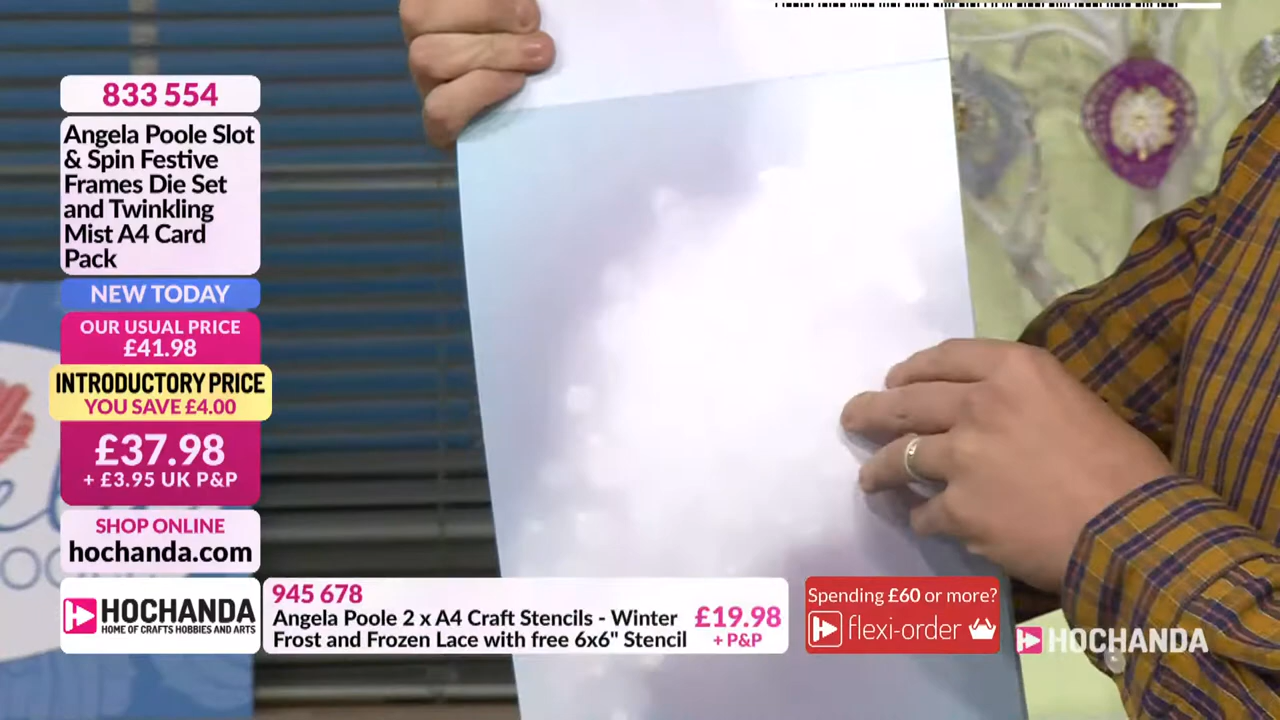 833 554
Angela Poole Slot
& Spin Festive
Frames Die Set
and Twinkling
Mist A4 Card
Pack
NEW TODAY
OUR USUAL PRICE
£41.98
INTRODUCTORY PRICE
YOU SAVE £4.00
£37.98
+ £3.95 UK P&P
SHOP ONLINE
hochanda.com
HOCHANDA
HOME OF CRAFTS HOBBIES AND ARTS
945 678
Angela Poole 2 x A4 Craft Stencils - Winter
Frost and Frozen Lace with free 6x6" Stencil
£19.98
+ P&P
Spending £60 or more?
flexi-order
HOCHANDA